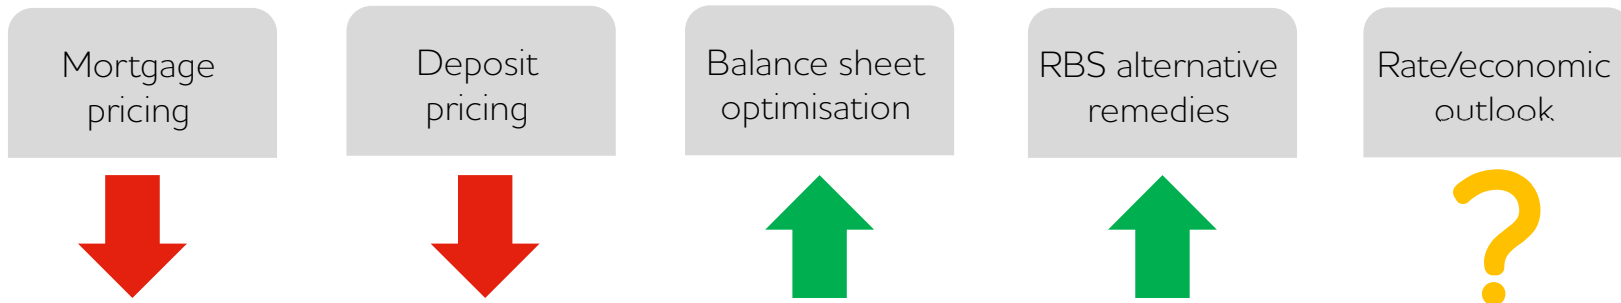 Mortgage
pricing
Deposit
pricing
Balance sheet
optimisation
RBS alternative
remedies
Rate/economic
outlook
?